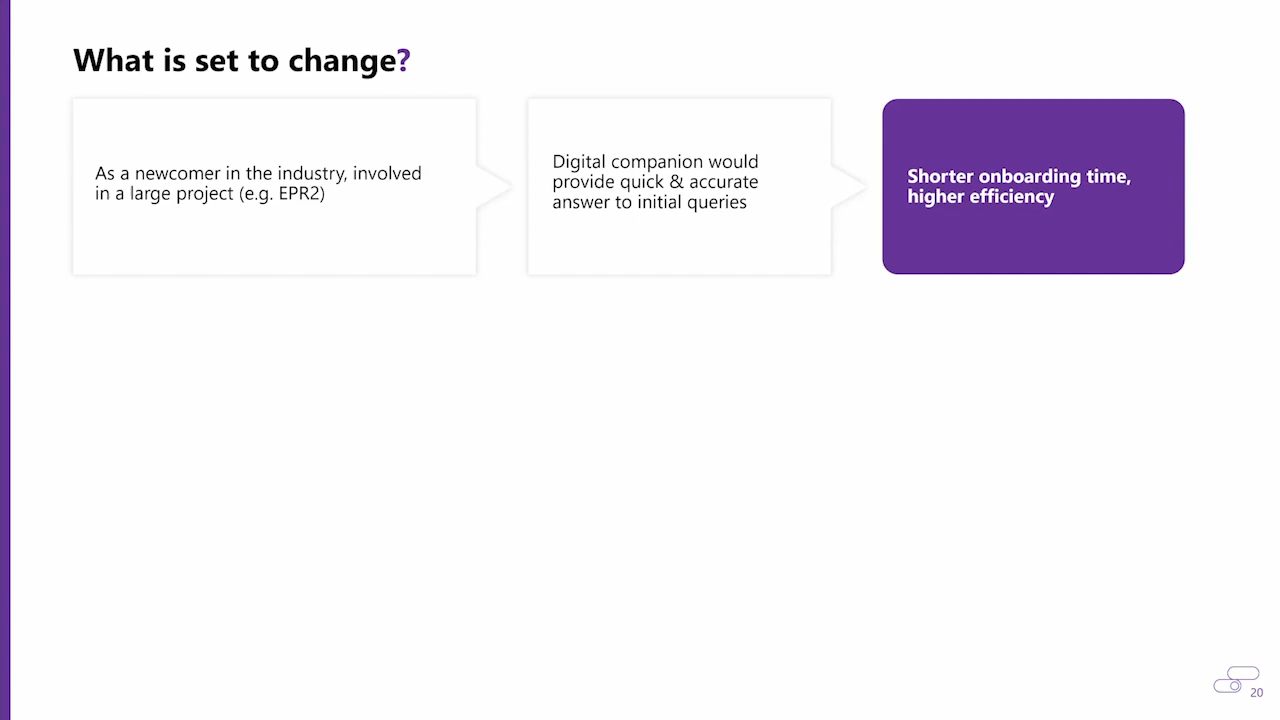 What is set to change?
As a newcomer in the industry, involved
in a large project (e.g. EPR2)
Digital companion would
provide quick & accurate
answer to initial queries
Shorter onboarding time,
higher efficiency
20